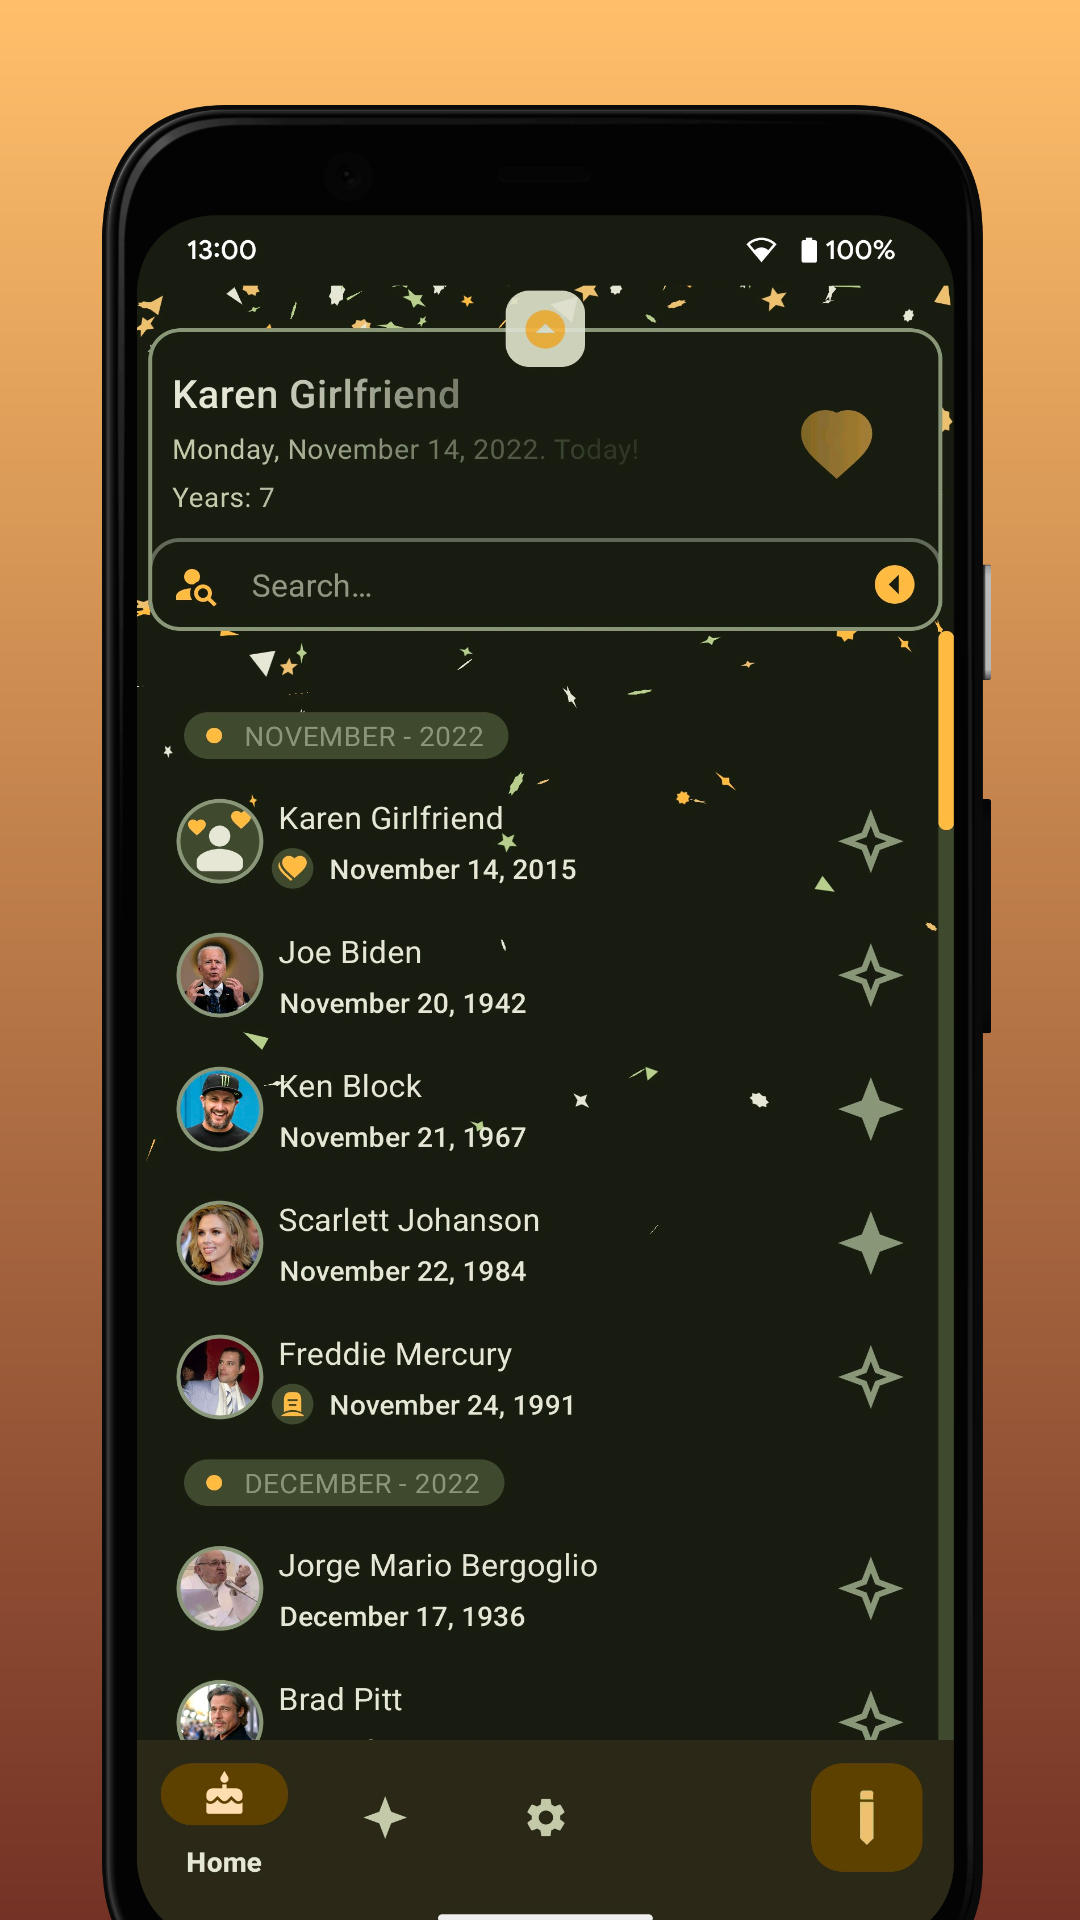 13:00
100%
Karen Girlfriend
Monday, November 14, 2022. Today!
Years: 7
Search...
NOVEMBER - 2022
Karen Girlfriend
November 14, 2015
Joe Biden
November 20, 1942
Ken Block
November 21, 1967
Scarlett Johanson
November 22, 1984
Freddie Mercury
November 24, 1991
DECEMBER - 2022
Jorge Mario Bergoglio
December 17, 1936
Brad Pitt
Home